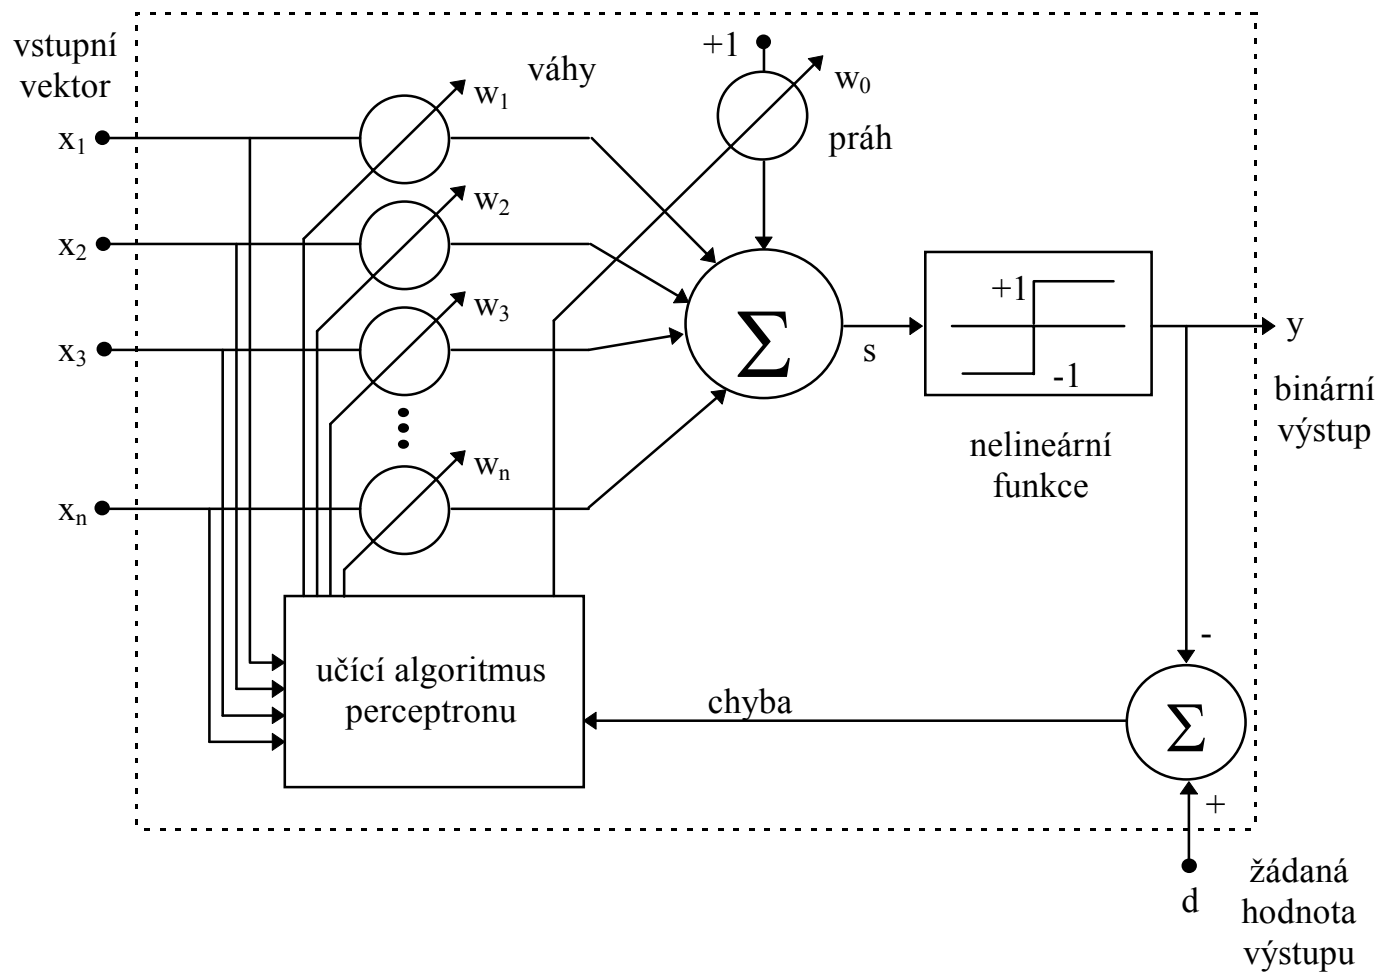 vstupní
vektor
váhy
+1
w₀
práh
w₁
x₁
w₂
x₂
w₃
x₃
wₙ
xₙ
Σ
s
+1
-1
y
binární
výstup
nelineární
funkce
-
učící algoritmus
perceptronu
chyba
Σ
+
d
žádaná
hodnota
výstupu